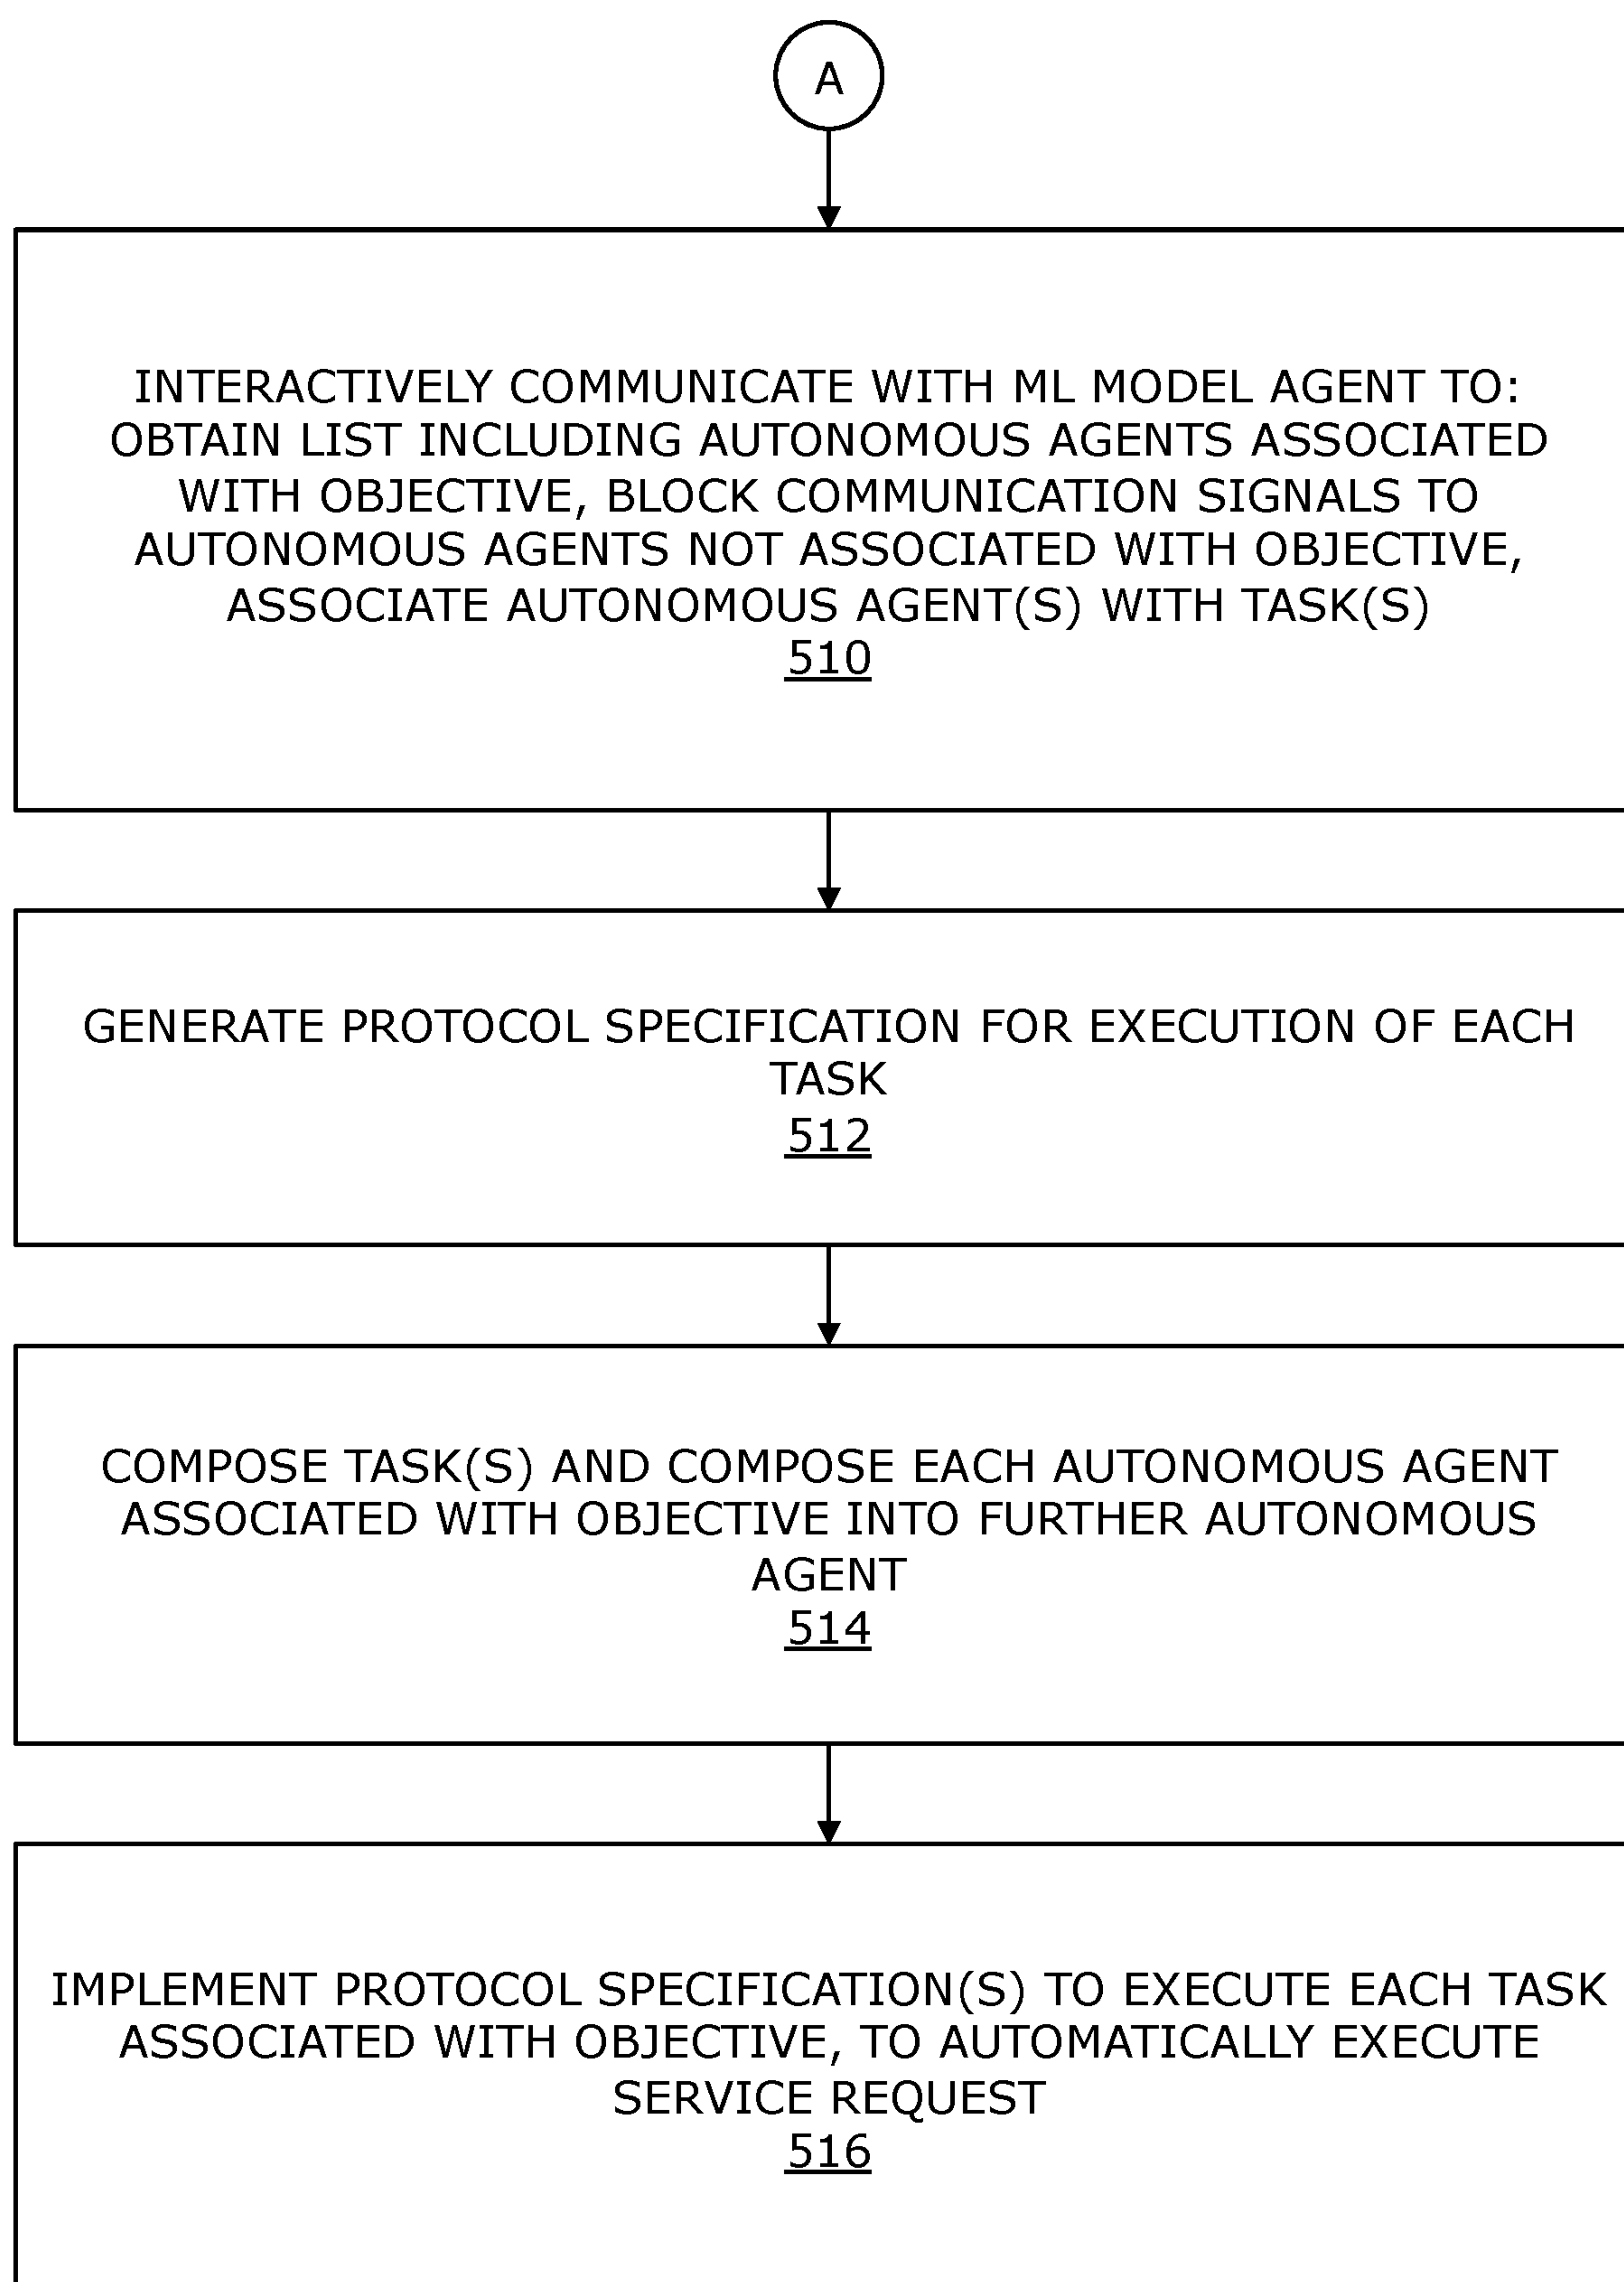 A
INTERACTIVELY COMMUNICATE WITH ML MODEL AGENT TO:
OBTAIN LIST INCLUDING AUTONOMOUS AGENTS ASSOCIATED
WITH OBJECTIVE, BLOCK COMMUNICATION SIGNALS TO
AUTONOMOUS AGENTS NOT ASSOCIATED WITH OBJECTIVE,
ASSOCIATE AUTONOMOUS AGENT(S) WITH TASK(S)
510
GENERATE PROTOCOL SPECIFICATION FOR EXECUTION OF EACH
TASK
512
COMPOSE TASK(S) AND COMPOSE EACH AUTONOMOUS AGENT
ASSOCIATED WITH OBJECTIVE INTO FURTHER AUTONOMOUS
AGENT
514
IMPLEMENT PROTOCOL SPECIFICATION(S) TO EXECUTE EACH TASK
ASSOCIATED WITH OBJECTIVE, TO AUTOMATICALLY EXECUTE
SERVICE REQUEST
516